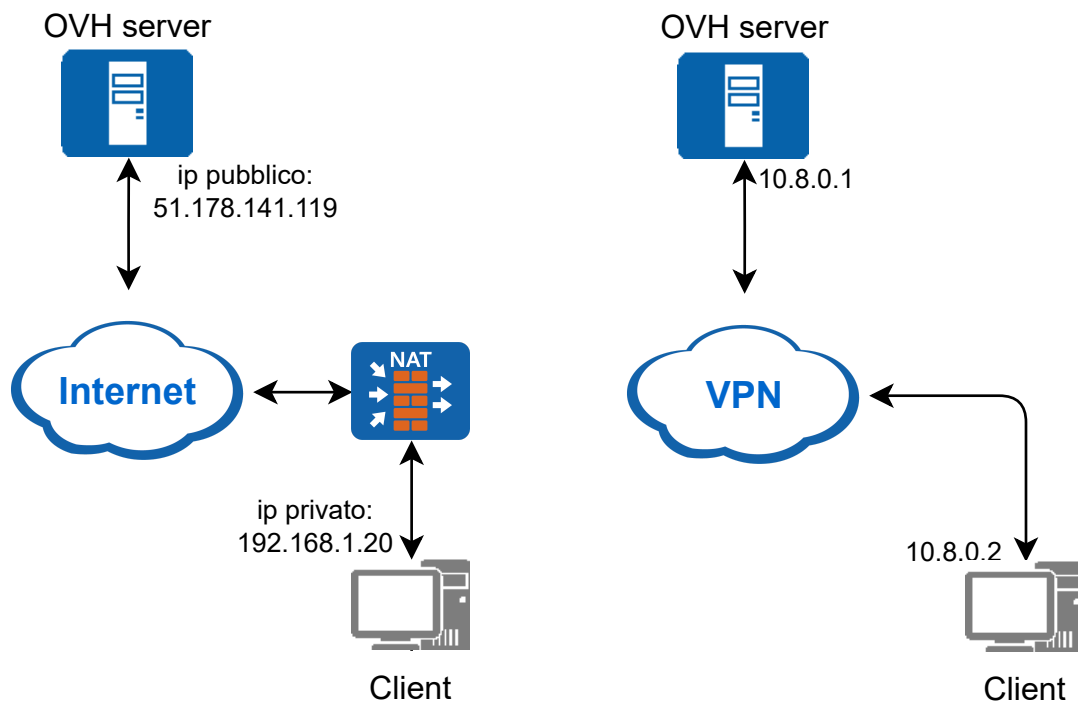 OVH server
ip pubblico:
51.178.141.119
Internet
NAT
ip privato:
192.168.1.20
Client
OVH server
10.8.0.1
VPN
10.8.0.2
Client